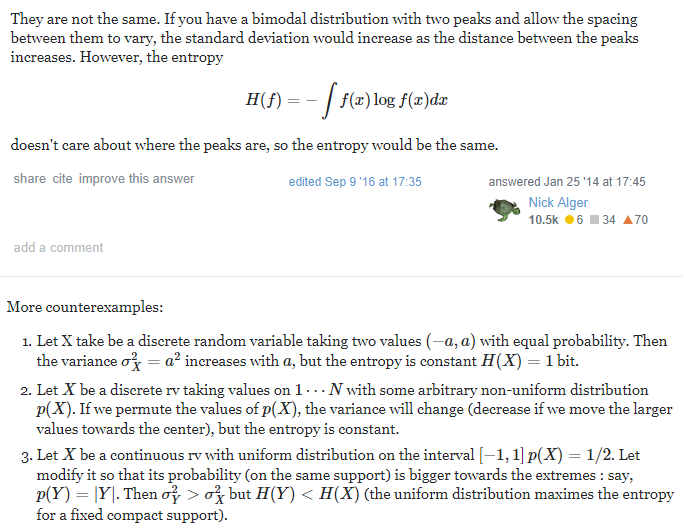 They are not the same. If you have a bimodal distribution with two peaks and allow the spacing
between them to vary, the standard deviation would increase as the distance between the peaks
increases. However, the entropy
H(f) = − ∫ f(x) log f(x)dx
doesn't care about where the peaks are, so the entropy would be the same.
share cite improve this answer
edited Sep 9 '16 at 17:35
answered Jan 25 '14 at 17:45
Nick Alger
10.5k 6 34 70
add a comment
More counterexamples:
1. Let X take be a discrete random variable taking two values (−a, a) with equal probability. Then
the variance σ²_X = a² increases with a, but the entropy is constant H(X) = 1 bit.
2. Let X be a discrete rv taking values on 1 ⋯ N with some arbitrary non-uniform distribution
p(X). If we permute the values of p(X), the variance will change (decrease if we move the larger
values towards the center), but the entropy is constant.
3. Let X be a continuous rv with uniform distribution on the interval [−1, 1] p(X) = 1/2. Let
modify it so that its probability (on the same support) is bigger towards the extremes : say,
p(Y) = |Y|. Then σ²_Y > σ²_X but H(Y) < H(X) (the uniform distribution maximes the entropy
for a fixed compact support).